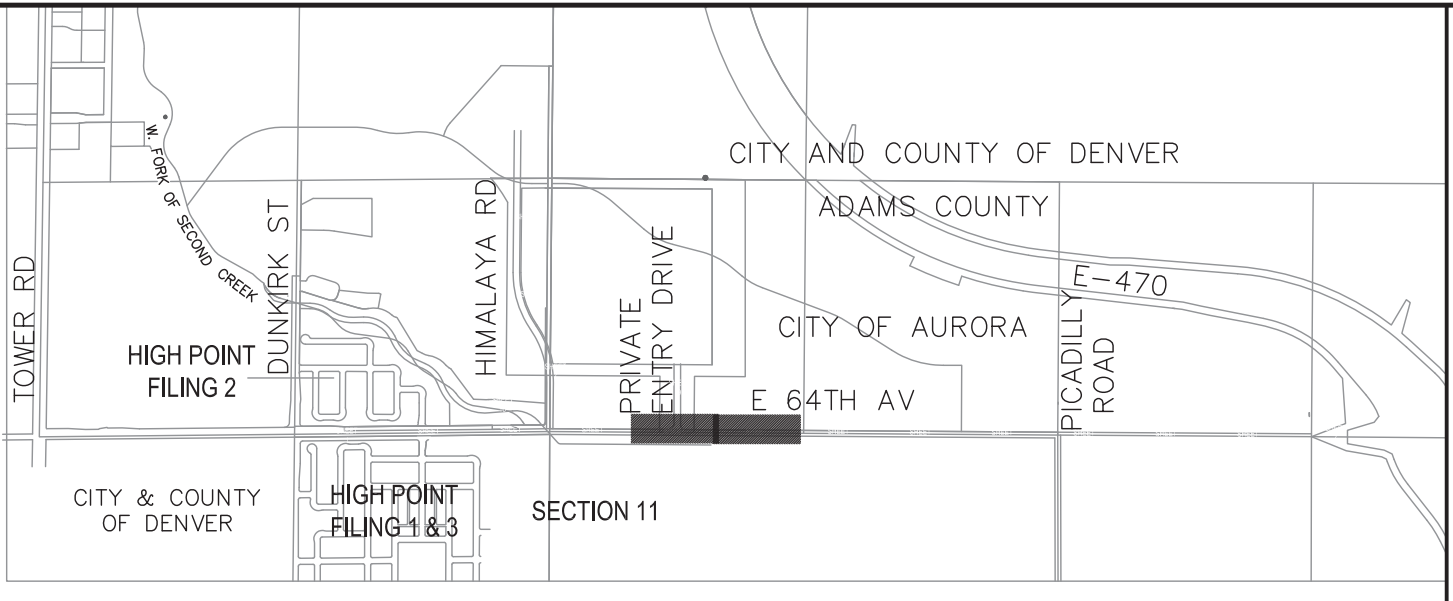 CITY AND COUNTY OF DENVER
W. FORK OF SECOND CREEK
ADAMS COUNTY
TOWER RD
DUNKIRK ST
HIMALAYA RD
PRIVATE
ENTRY DRIVE
E-470
CITY OF AURORA
PICADILLY
ROAD
HIGH POINT
FILING 2
E 64TH AV
CITY & COUNTY
OF DENVER
HIGH POINT
FILING 1 & 3
SECTION 11